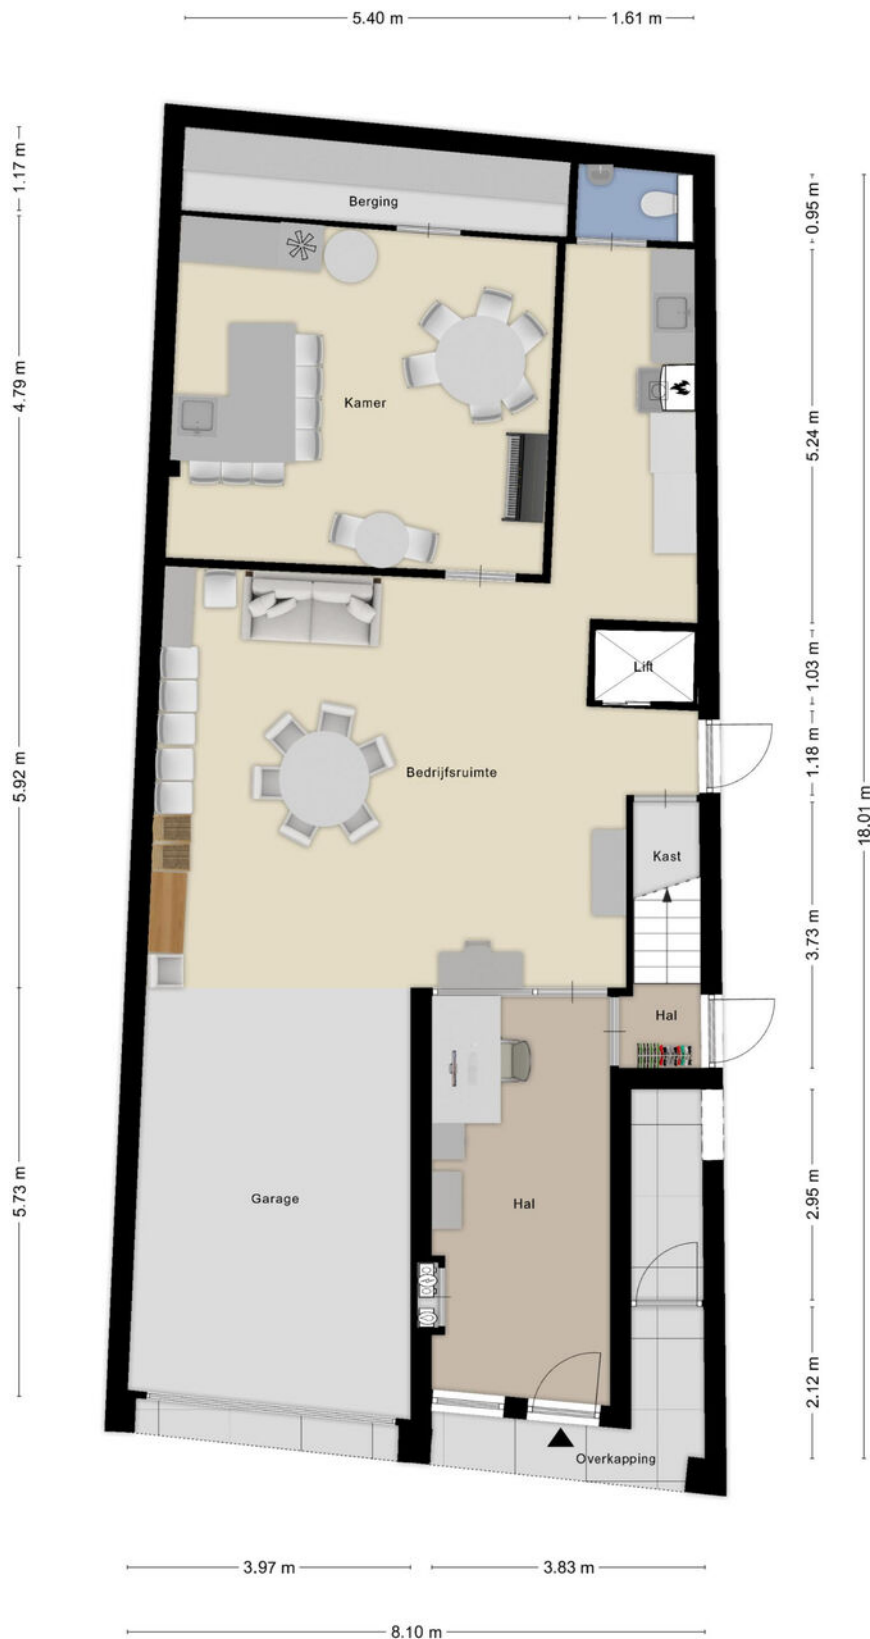 5.40 m
1.61 m
1.17 m
4.79 m
5.92 m
5.73 m
0.95 m
5.24 m
1.03 m
1.18 m
3.73 m
2.95 m
2.12 m
18.01 m
Berging
Kamer
Lift
Bedrijfsruimte
Kast
Hal
Garage
Hal
Overkapping
3.97 m
3.83 m
8.10 m